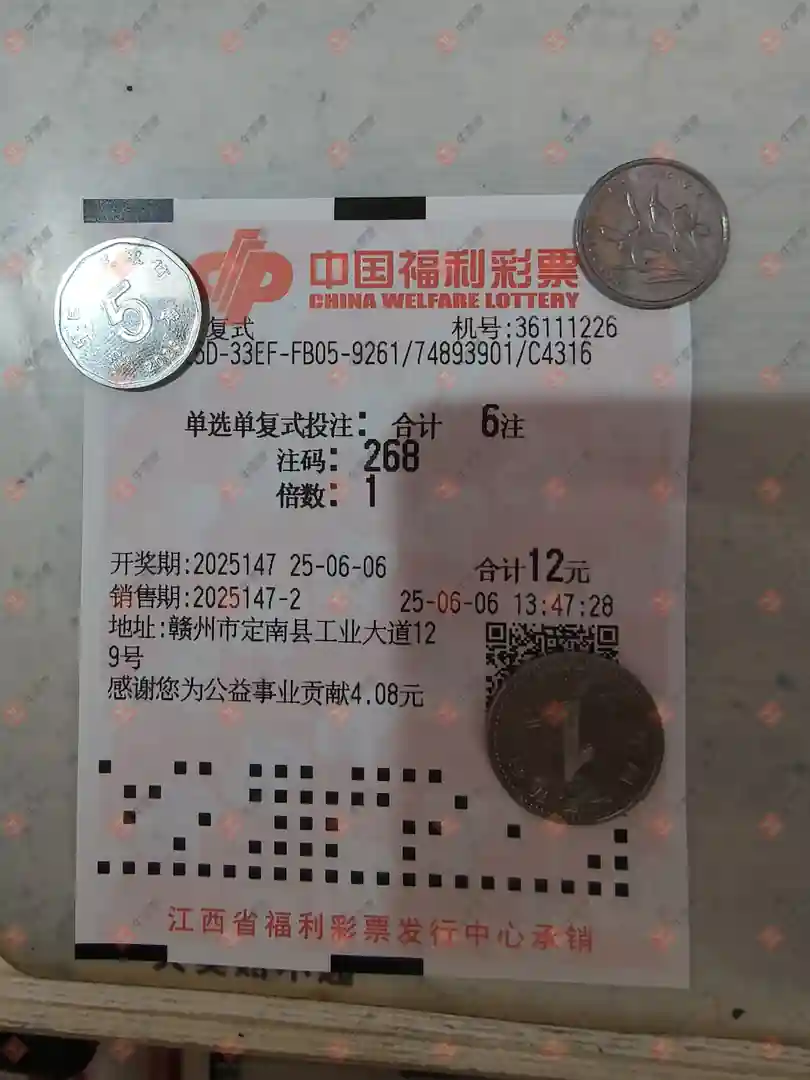 中国福利彩票
CHINA WELFARE LOTTERY
复式 机号:36111226
D-33EF-FB05-9261/74893901/C4316
单选单复式投注: 合计 6注
注码: 268
倍数: 1
开奖期:2025147 25-06-06 合计12元
销售期:2025147-2 25-06-06 13:47:28
地址:赣州市定南县工业大道12
9号
感谢您为公益事业贡献4.08元
江西省福利彩票发行中心承销
5
1